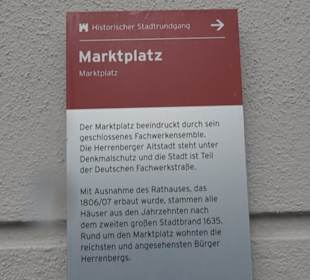 Historischer Stadtrundgang
Marktplatz
Marktplatz
Der Marktplatz beeindruckt durch sein
geschlossenes Fachwerkensemble.
Die Herrenberger Altstadt steht unter
Denkmalschutz und die Stadt ist Teil
der Deutschen Fachwerkstraße.
Mit Ausnahme des Rathauses, das
1806/07 erbaut wurde, stammen alle
Häuser aus den Jahrzehnten nach
dem zweiten großen Stadtbrand 1635.
Rund um den Marktplatz wohnten die
reichsten und angesehensten Bürger
Herrenbergs.